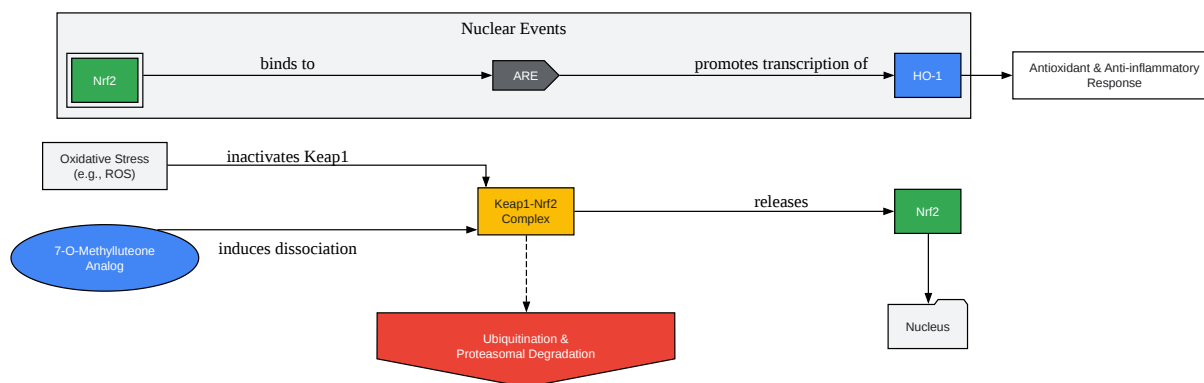 Nuclear Events
Nrf2
binds to
ARE
promotes transcription of
HO-1
Antioxidant & Anti-inflammatory
Response
Oxidative Stress
(e.g., ROS)
inactivates Keap1
Keap1-Nrf2
Complex
releases
Nrf2
7-O-Methylluteone
Analog
induces dissociation
Nucleus
Ubiquitination &
Proteasomal Degradation